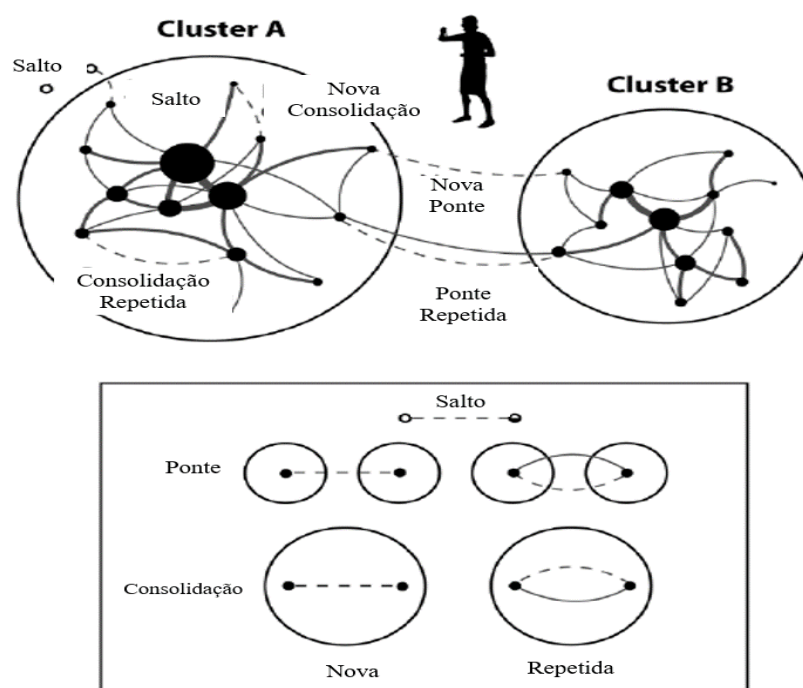 Cluster A
Salto
Salto
Nova
Consolidação
Cluster B
Nova
Ponte
Consolidação
Repetida
Ponte
Repetida
Salto
Ponte
Consolidação
Nova
Repetida